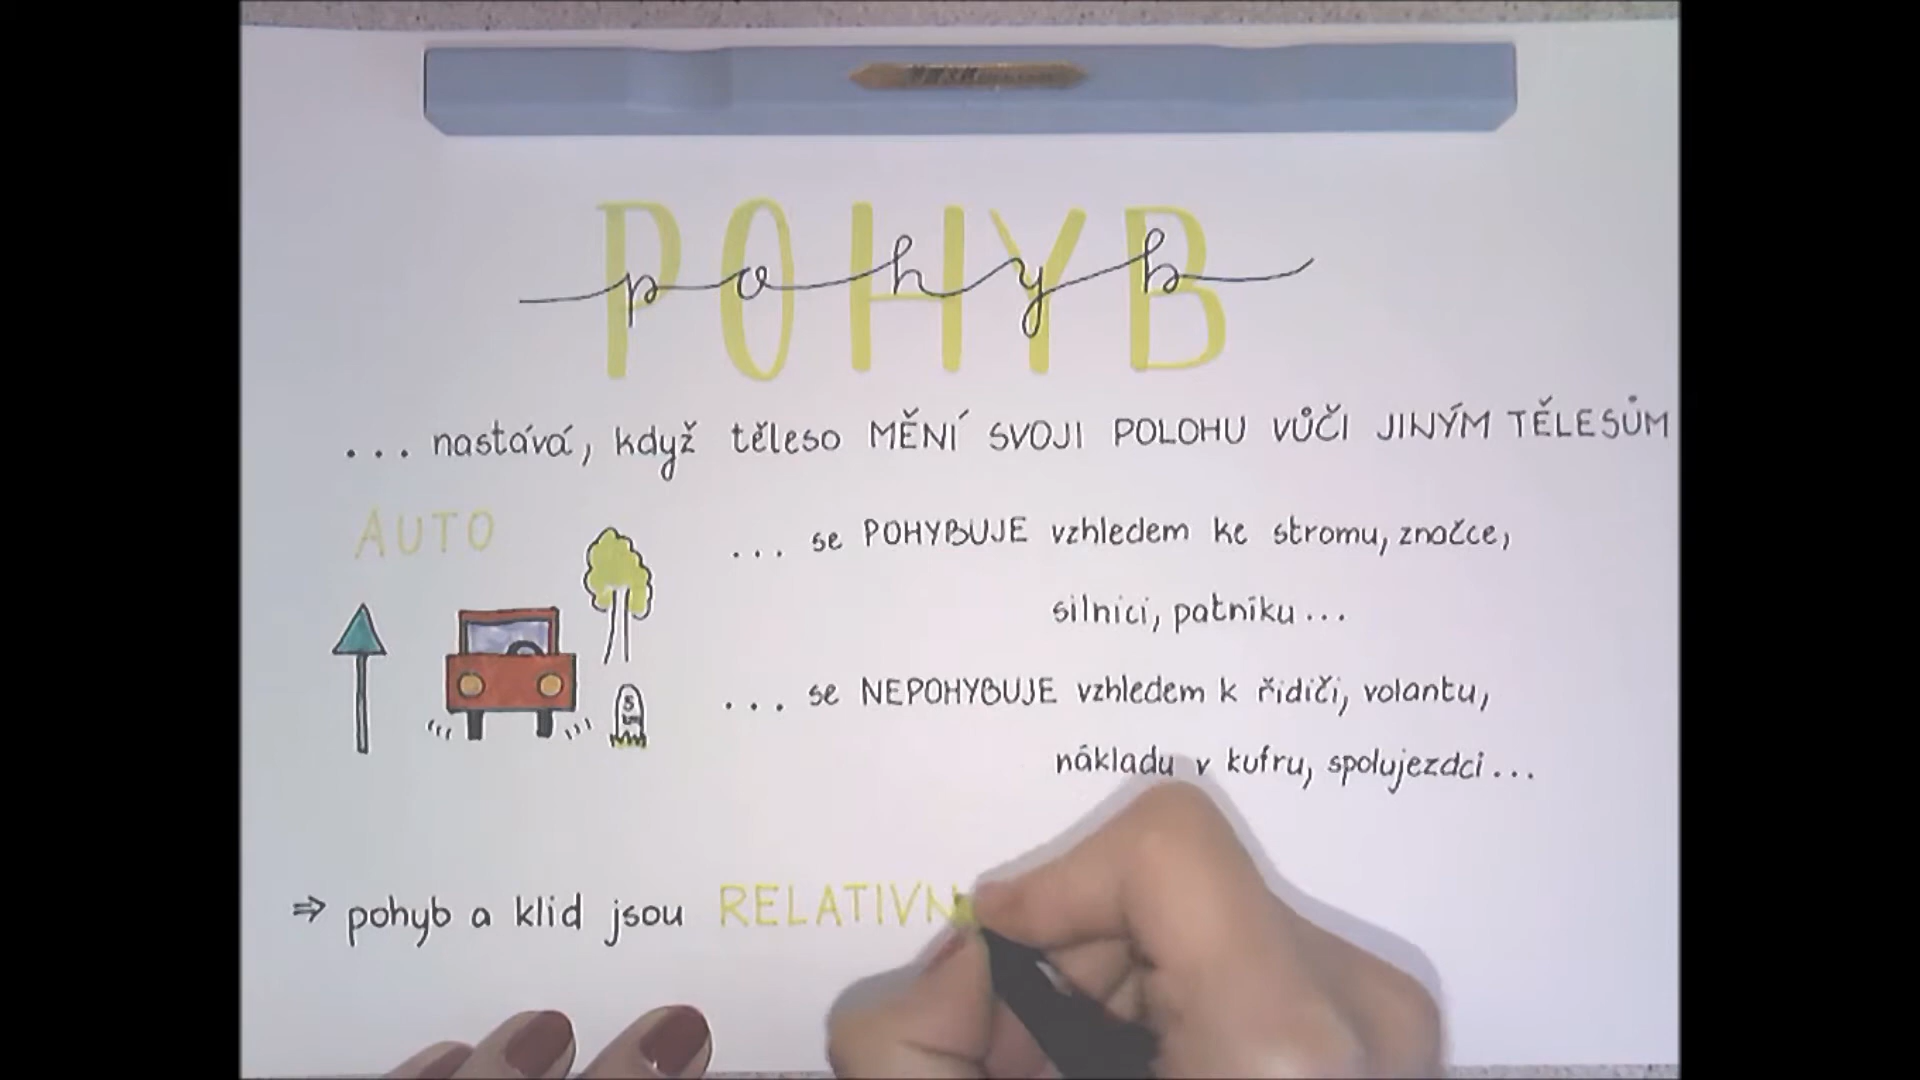 POHYB
pohyb
... nastává, když těleso MĚNÍ SVOJI POLOHU VŮČI JINÝM TĚLESŮM
AUTO
... se POHYBUJE vzhledem ke stromu, značce,
silnici, patníku ...
5
... se NEPOHYBUJE vzhledem k řidiči, volantu,
nákladu v kufru, spolujezdci ...
⇒ pohyb a klid jsou RELATIVN